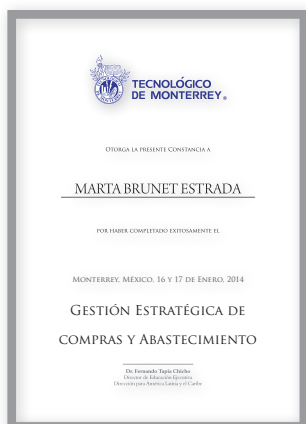 TECNOLÓGICO
DE MONTERREY®
OTORGA LA PRESENTE CONSTANCIA A
MARTA BRUNET ESTRADA
POR HABER COMPLETADO EXITOSAMENTE EL
MONTERREY, MÉXICO, 16 Y 17 DE ENERO, 2014
GESTIÓN ESTRATÉGICA DE
COMPRAS Y ABASTECIMIENTO
Dr. Fernando Tapia Chicho
Director de Educación Ejecutiva
Dirección para América Latina y el Caribe